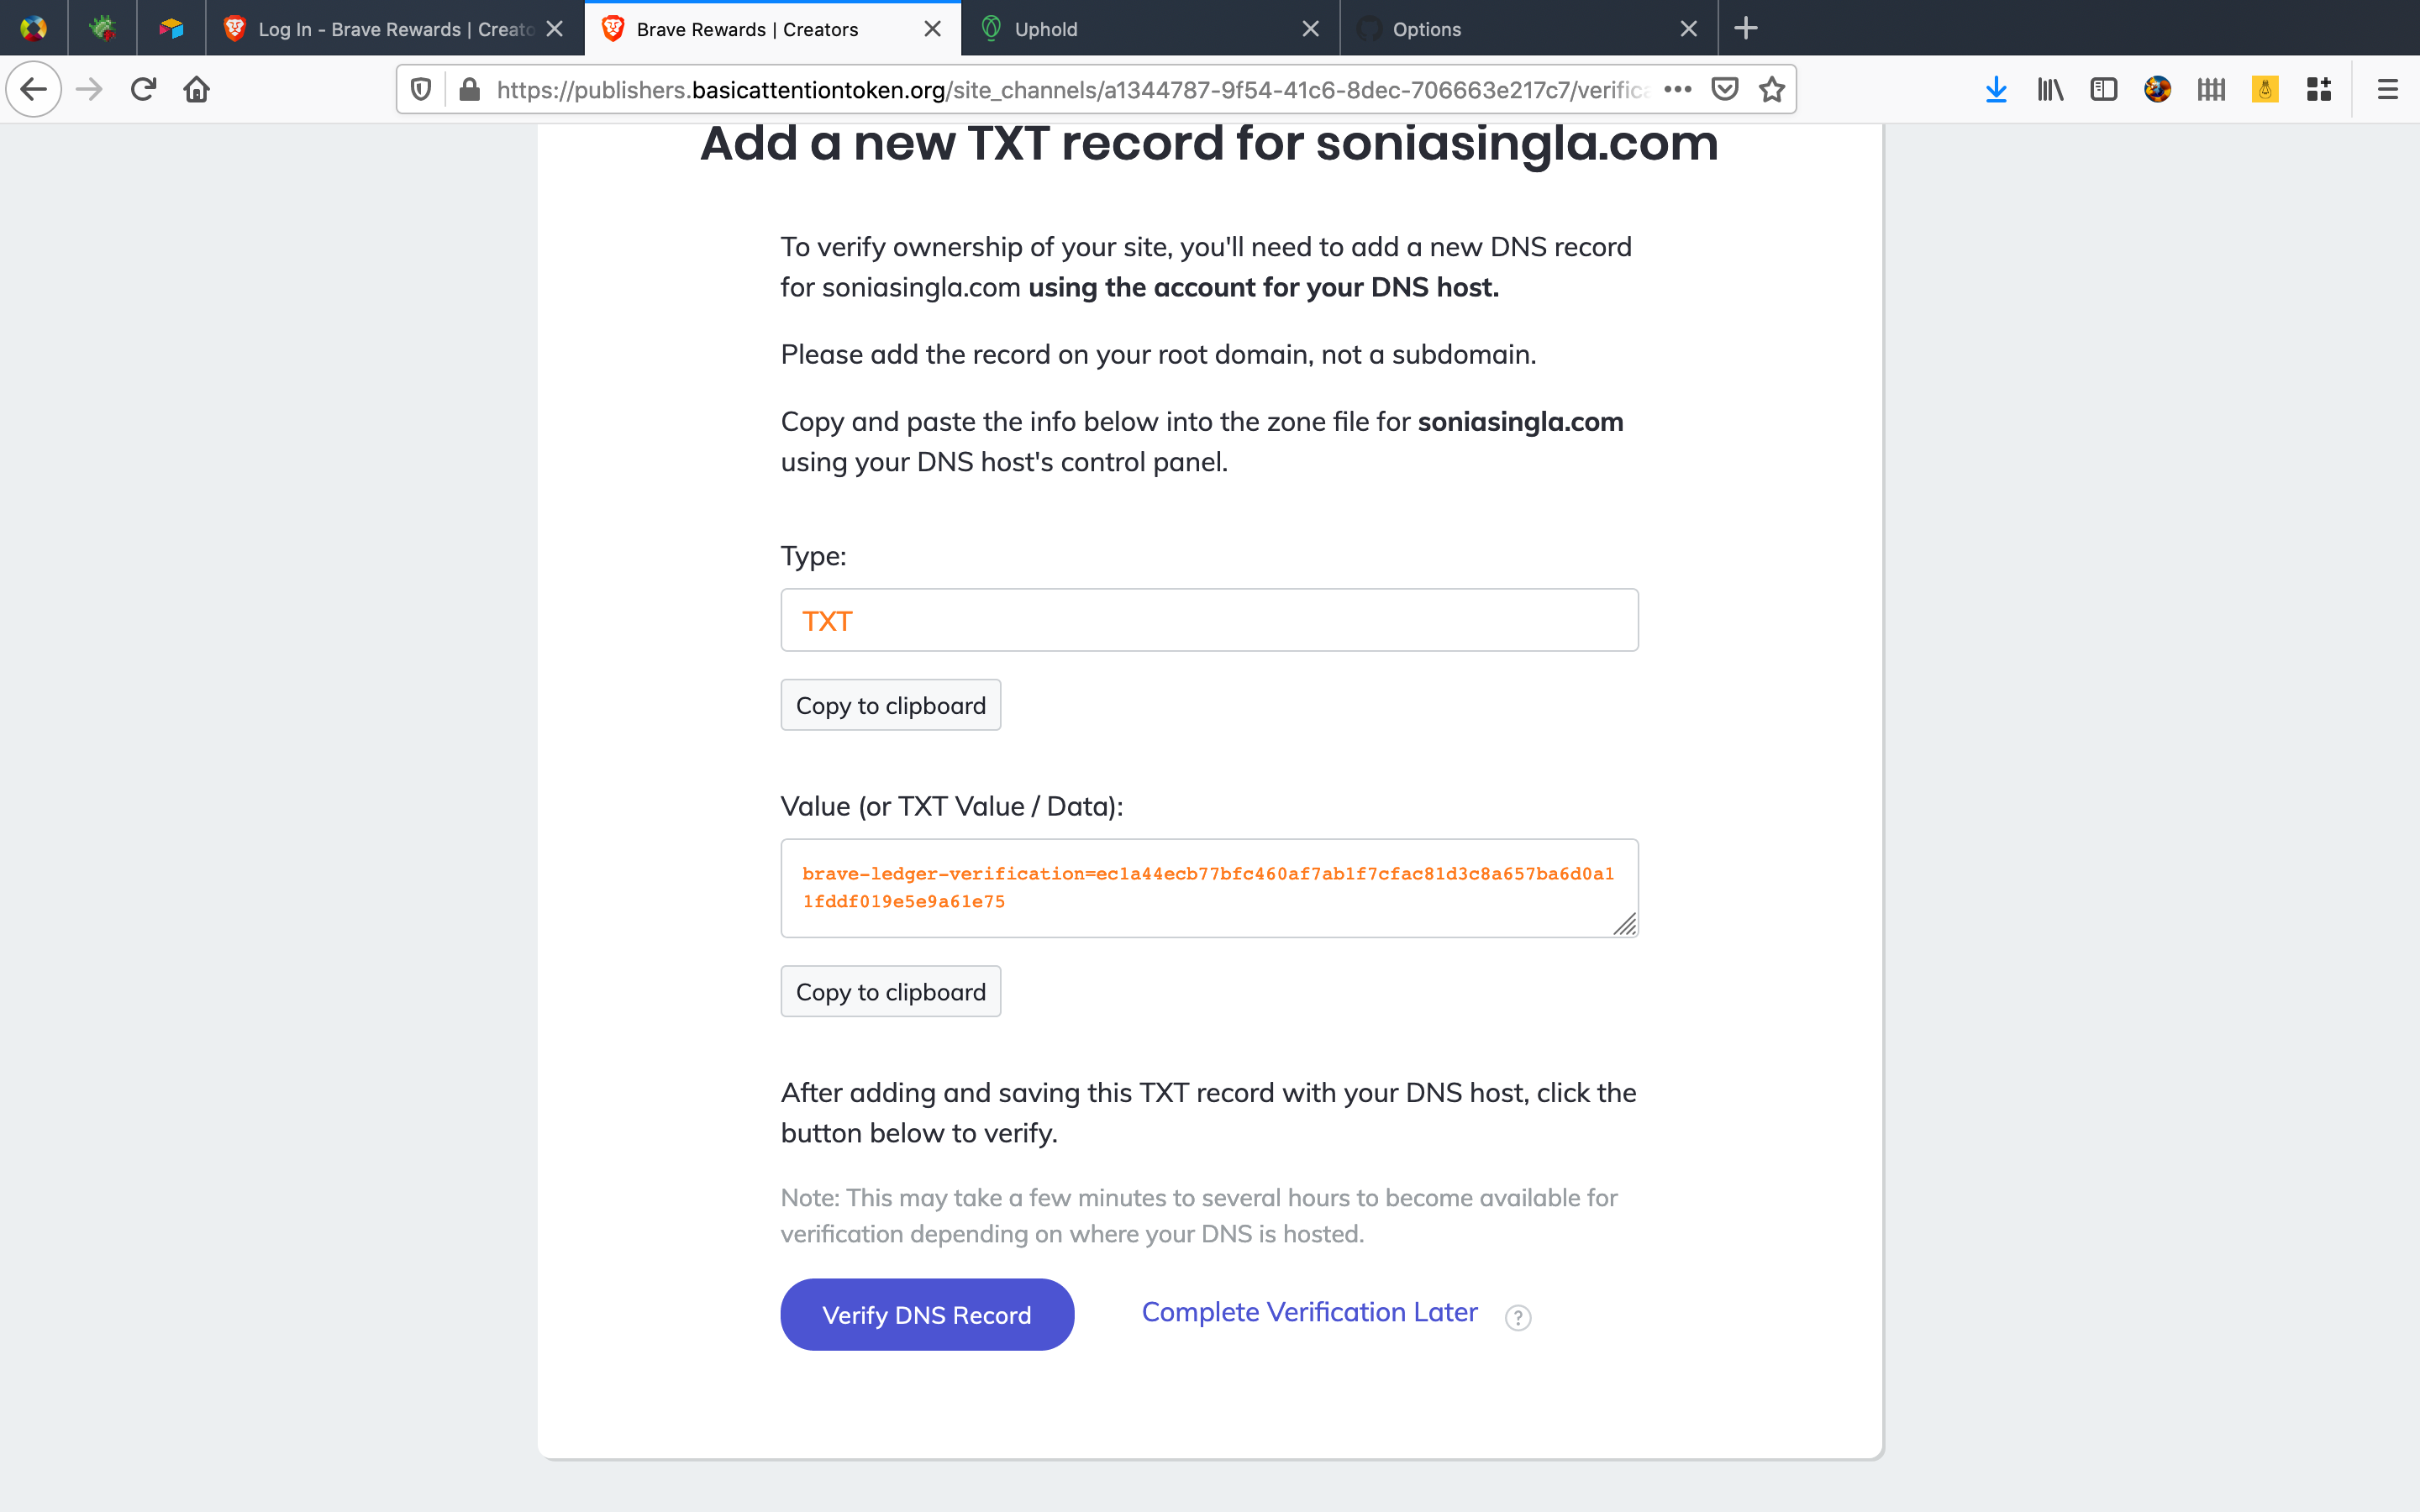 Log In - Brave Rewards | Creato
Brave Rewards | Creators
Uphold
Options
https://publishers.basicattentiontoken.org/site_channels/a1344787-9f54-41c6-8dec-706663e217c7/verifica
Add a new TXT record for soniasingla.com
To verify ownership of your site, you'll need to add a new DNS record
for soniasingla.com using the account for your DNS host.
Please add the record on your root domain, not a subdomain.
Copy and paste the info below into the zone file for soniasingla.com
using your DNS host's control panel.
Type:
TXT
Copy to clipboard
Value (or TXT Value / Data):
brave-ledger-verification=ec1a44ecb77bfc460af7ab1f7cfac81d3c8a657ba6d0a1
1fddf019e5e9a61e75
Copy to clipboard
After adding and saving this TXT record with your DNS host, click the
button below to verify.
Note: This may take a few minutes to several hours to become available for
verification depending on where your DNS is hosted.
Verify DNS Record
Complete Verification Later
?